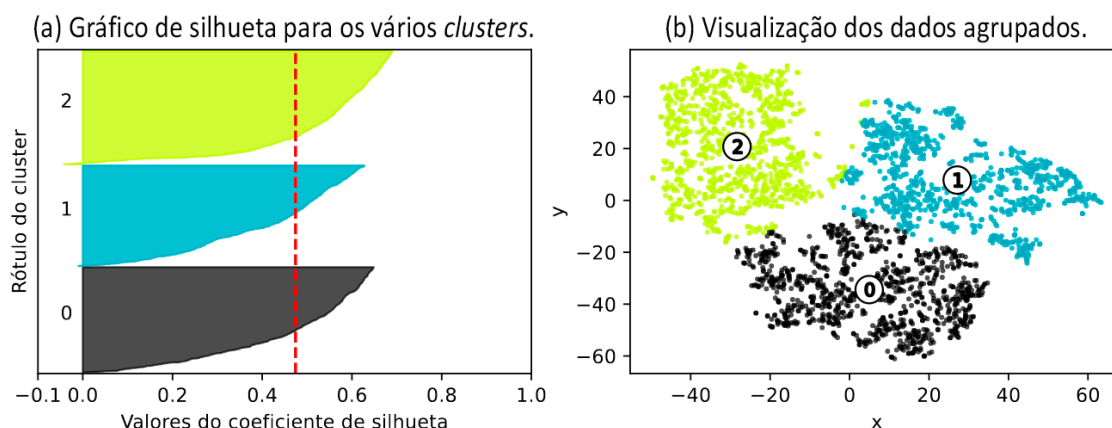 (a) Gráfico de silhueta para os vários clusters.
Rótulo do cluster
2
1
0
−0.1 0.0 0.2 0.4 0.6 0.8 1.0
Valores do coeficiente de silhueta
(b) Visualização dos dados agrupados.
y
40
20
0
−20
−40
−60
2
1
0
−40 −20 0 20 40 60
x